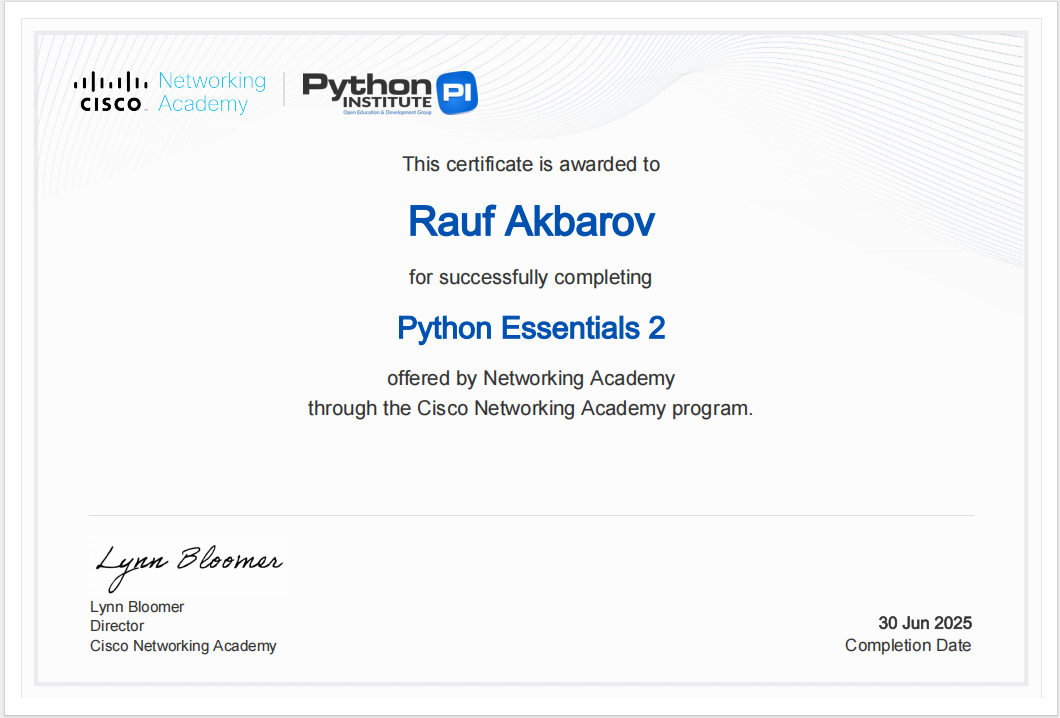 CISCO Networking Academy
Python INSTITUTE PI
Open Education & Development Group
This certificate is awarded to
Rauf Akbarov
for successfully completing
Python Essentials 2
offered by Networking Academy
through the Cisco Networking Academy program.
Lynn Bloomer
Lynn Bloomer
Director
Cisco Networking Academy
30 Jun 2025
Completion Date